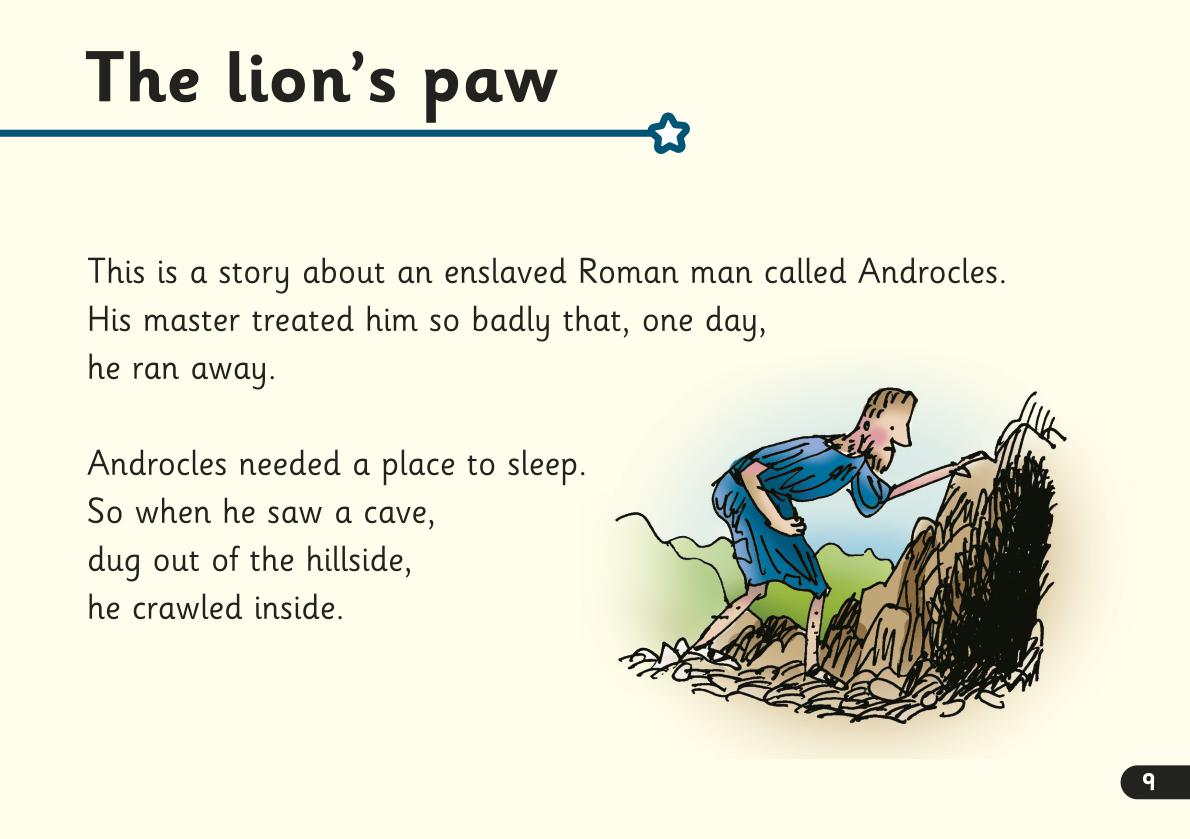 The lion’s paw
This is a story about an enslaved Roman man called Androcles.
His master treated him so badly that, one day,
he ran away.
Androcles needed a place to sleep.
So when he saw a cave,
dug out of the hillside,
he crawled inside.
9